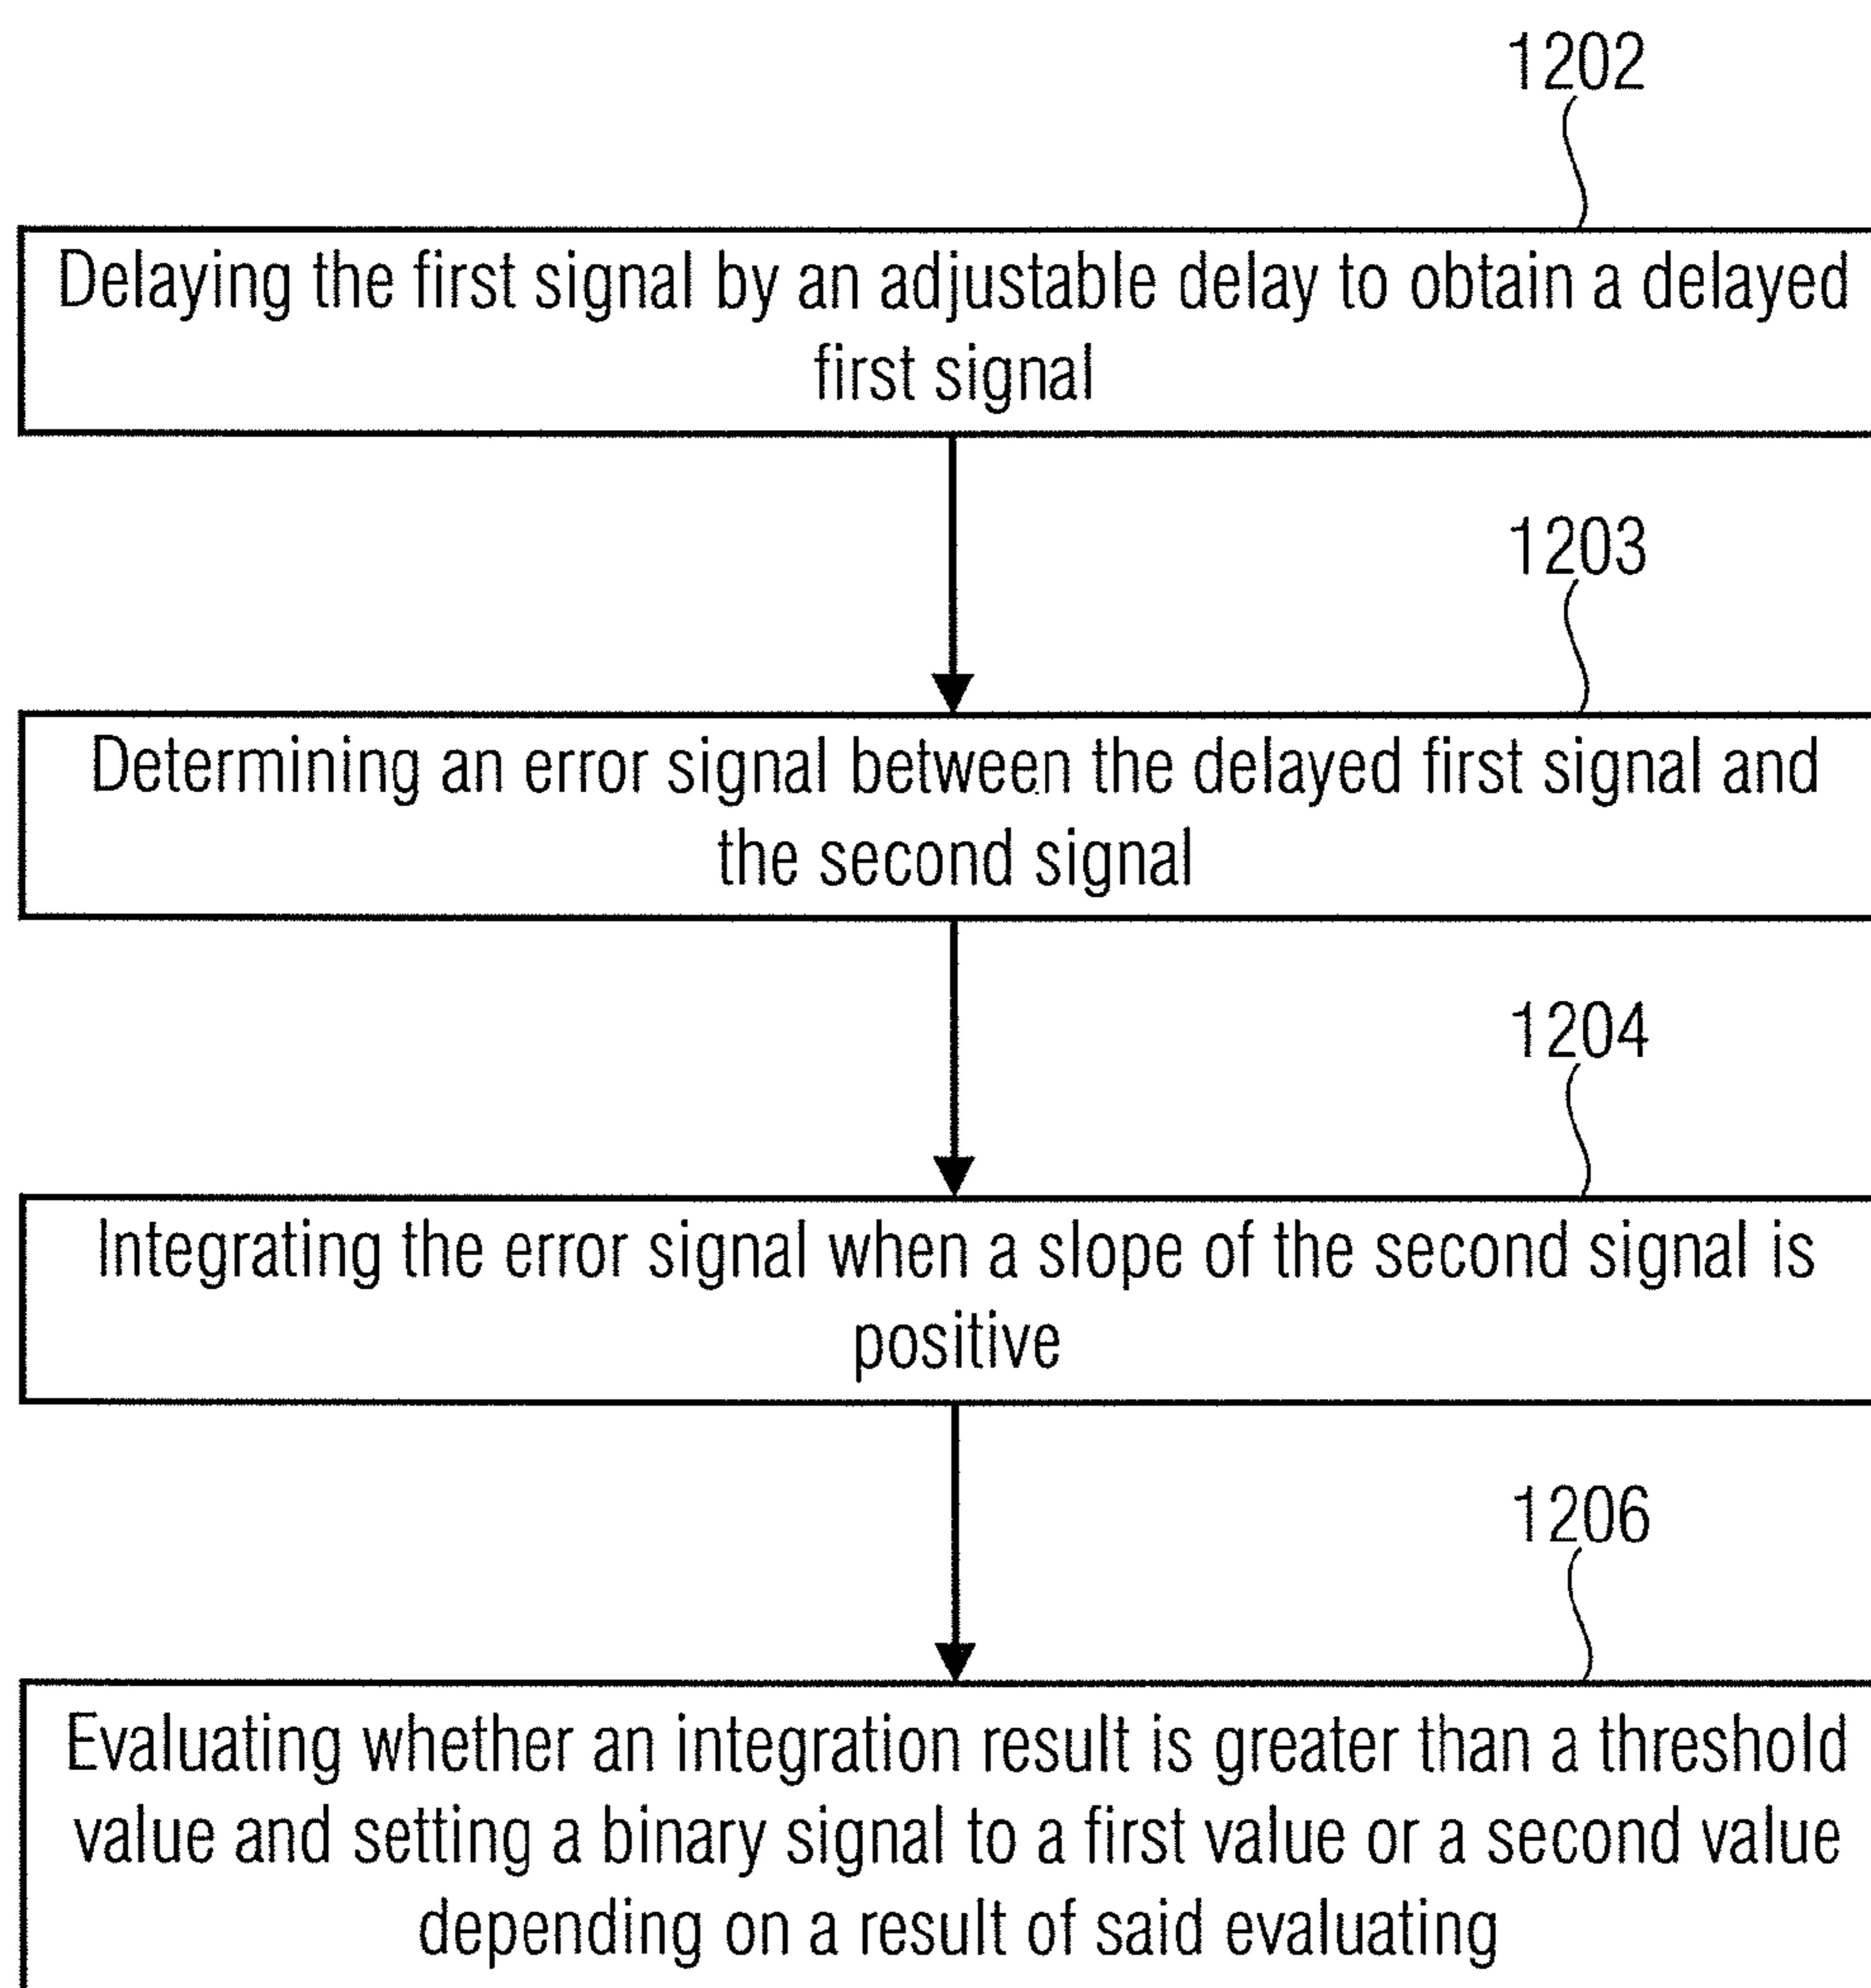 1202
Delaying the first signal by an adjustable delay to obtain a delayed
first signal
1203
Determining an error signal between the delayed first signal and
the second signal
1204
Integrating the error signal when a slope of the second signal is
positive
1206
Evaluating whether an integration result is greater than a threshold
value and setting a binary signal to a first value or a second value
depending on a result of said evaluating